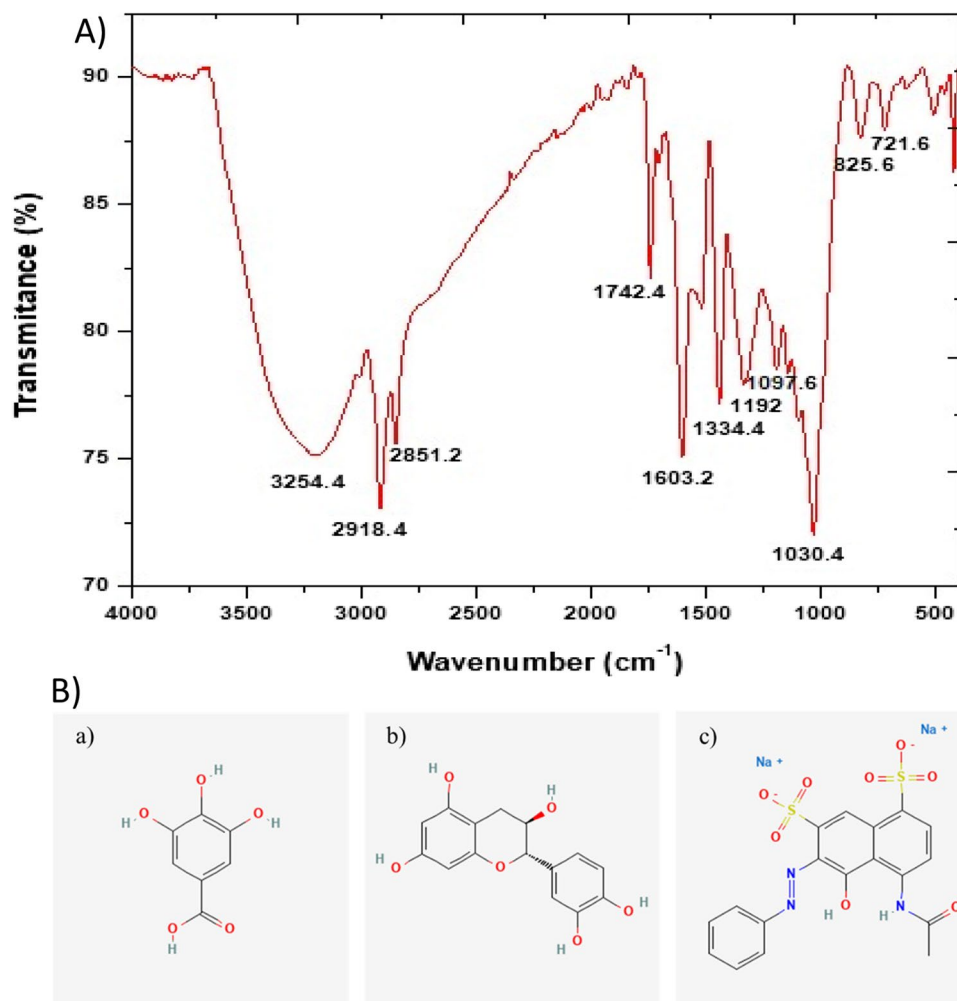 A)
90
85
80
75
70
Transmitance (%)
721.6
825.6
1742.4
1097.6
1192
1334.4
2851.2
3254.4
1603.2
2918.4
1030.4
4000 3500 3000 2500 2000 1500 1000 500
Wavenumber (cm⁻¹)
B)
a) b) c)
H
O
H O O H
O O
H
H
O H
O
H O O
O H
O
H
Na +
O -
Na +
O S O
O O
O - S
O
N
N O
H H N O